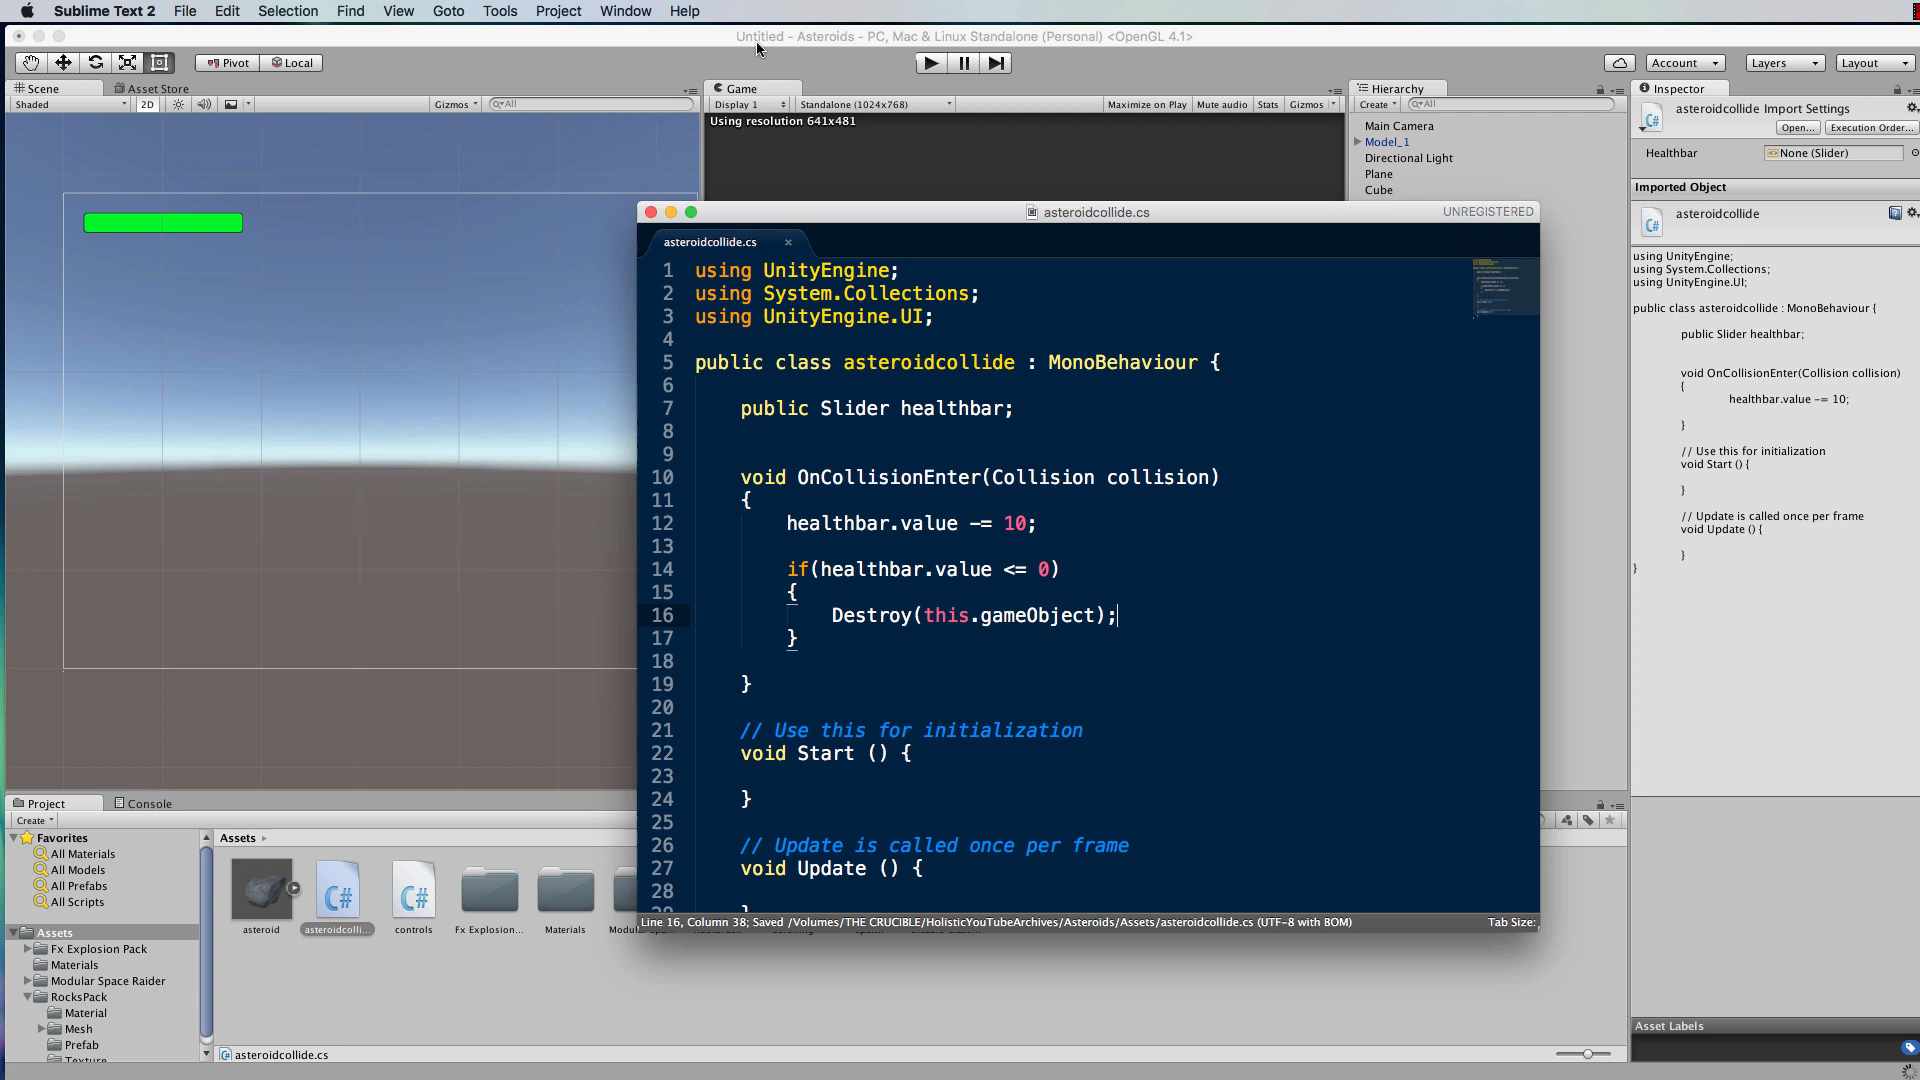 Sublime Text 2 File Edit Selection Find View Goto Tools Project Window Help
Untitled - Asteroids - PC, Mac & Linux Standalone (Personal) <OpenGL 4.1>
Pivot Local Account Layers Layout
Scene Asset Store
Shaded 2D Gizmos All
Game
Display 1 Standalone (1024x768) Maximize on Play Mute audio Stats Gizmos
Using resolution 641x481
Hierarchy
Create All
Main Camera
Model_1
Directional Light
Plane
Cube
Inspector
asteroidcollide Import Settings
Open... Execution Order...
Healthbar None (Slider)
Imported Object
asteroidcollide
using UnityEngine;
using System.Collections;
using UnityEngine.UI;
public class asteroidcollide : MonoBehaviour {
public Slider healthbar;
void OnCollisionEnter(Collision collision)
{
healthbar.value -= 10;
}
// Use this for initialization
void Start () {
}
// Update is called once per frame
void Update () {
}
}
Asset Labels
asteroidcollide.cs UNREGISTERED
asteroidcollide.cs
1 using UnityEngine;
2 using System.Collections;
3 using UnityEngine.UI;
4
5 public class asteroidcollide : MonoBehaviour {
6
7 public Slider healthbar;
8
9
10 void OnCollisionEnter(Collision collision)
11 {
12 healthbar.value -= 10;
13
14 if(healthbar.value <= 0)
15 {
16 Destroy(this.gameObject);
17 }
18
19 }
20
21 // Use this for initialization
22 void Start () {
23
24 }
25
26 // Update is called once per frame
27 void Update () {
28
Line 16, Column 38; Saved /Volumes/THE CRUCIBLE/HolisticYouTubeArchives/Asteroids/Assets/asteroidcollide.cs (UTF-8 with BOM) Tab Size:
Project Console
Create
Favorites
All Materials
All Models
All Prefabs
All Scripts
Assets
Fx Explosion Pack
Materials
Modular Space Raider
RocksPack
Material
Mesh
Prefab
Texture
Assets
asteroid asteroidcolli... controls Fx Explosion... Materials
asteroidcollide.cs